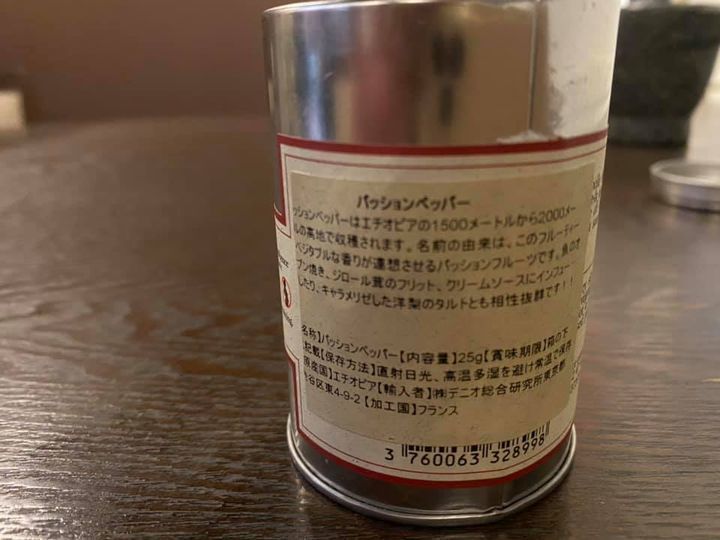 パッションペッパー
ッションペッパーはエチオピアの1500メートルから2000メー
ルの高地で収穫されます。名前の由来は、このフルーティー
ベジタブルな香りが連想させるパッションフルーツです。魚のオ
ブン焼き、ジロール茸のフリット、クリームソースにインフュー
したり、キャラメリゼした洋梨のタルトとも相性抜群です！！
名称】パッションペッパー【内容量】25g【賞味期限】箱の下
記載【保存方法】直射日光、高温多湿を避け常温で保存
原産国】エチオピア【輸入者】㈱デニオ総合研究所東京都
谷区東4-9-2【加工国】フランス
3 760063 328998